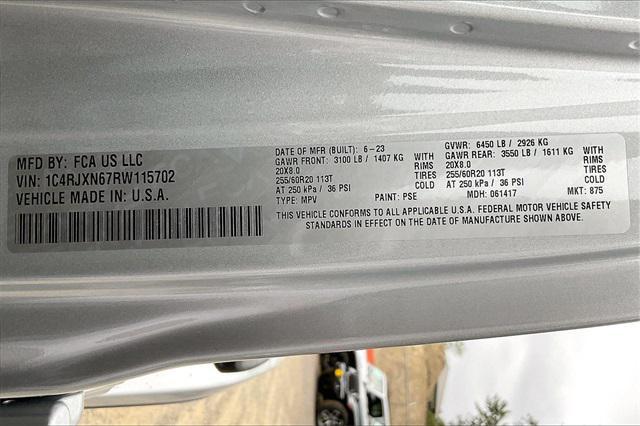 MFD BY: FCA US LLC
VIN: 1C4RJXN67RW115702
VEHICLE MADE IN: U.S.A.
DATE OF MFR (BUILT): 6-23
GAWR FRONT: 3100 LB / 1407 KG WITH
20X8.0 RIMS
255/60R20 113T TIRES
AT 250 kPa / 36 PSI COLD
TYPE: MPV PAINT: PSE
GVWR: 6450 LB / 2926 KG
GAWR REAR: 3550 LB / 1611 KG WITH
20X8.0 RIMS
255/60R20 113T TIRES
AT 250 kPa / 36 PSI COLD
MDH: 061417 MKT: 875
THIS VEHICLE CONFORMS TO ALL APPLICABLE U.S.A. FEDERAL MOTOR VEHICLE SAFETY
STANDARDS IN EFFECT ON THE DATE OF MANUFACTURE SHOWN ABOVE.